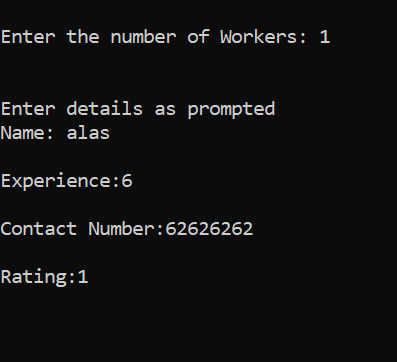 Enter the number of Workers: 1
Enter details as prompted
Name: alas
Experience:6
Contact Number:62626262
Rating:1